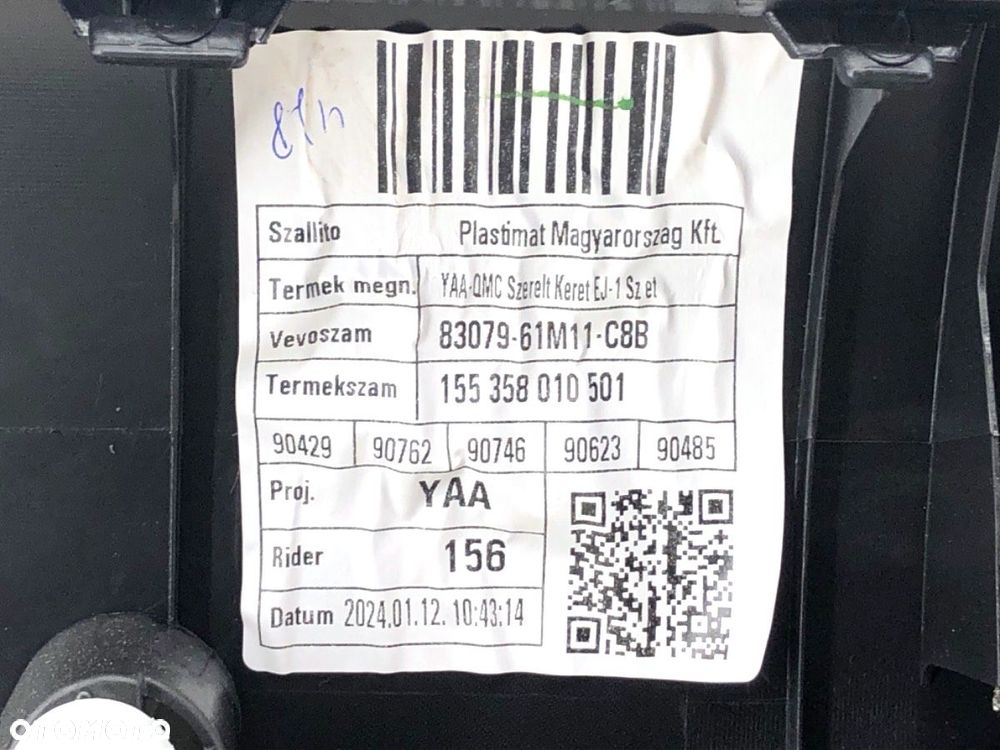 Szallito Plastimat Magyarorszag Kft.
Termek megn. YAA-QMC Szerelt Keret EJ-1 Sz et
Vevoszam 83079-61M11-C8B
Termekszam 155 358 010 501
90429 90762 90746 90623 90485
Proj. YAA
Rider 156
Datum 2024.01.12. 10:43:14
OTOMOTO